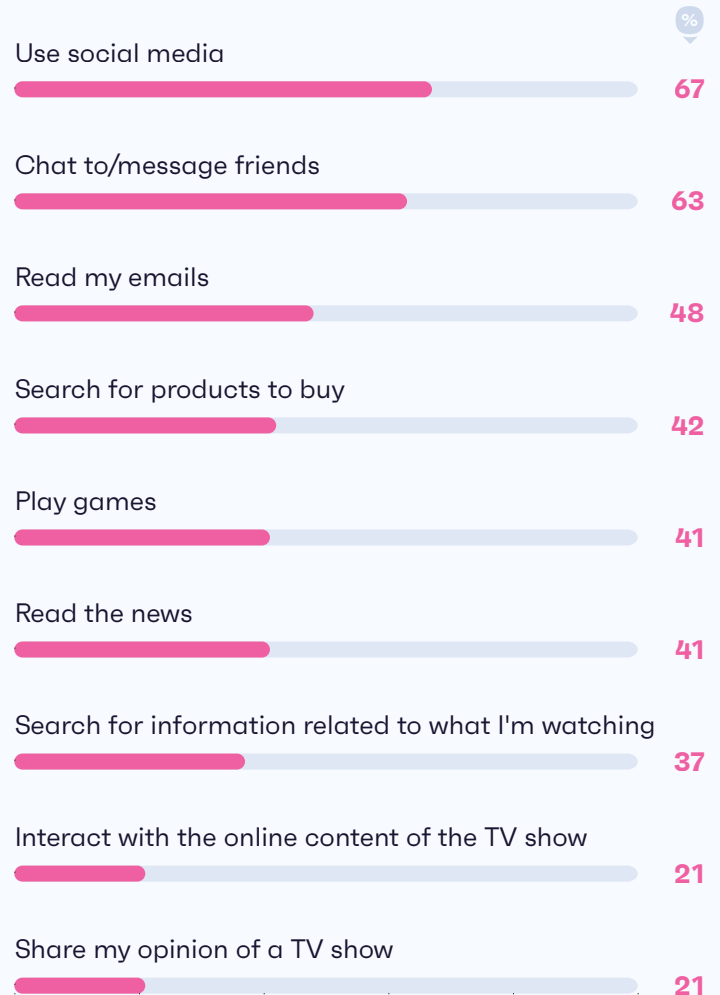 %
Use social media
67
Chat to/message friends
63
Read my emails
48
Search for products to buy
42
Play games
41
Read the news
41
Search for information related to what I'm watching
37
Interact with the online content of the TV show
21
Share my opinion of a TV show
21